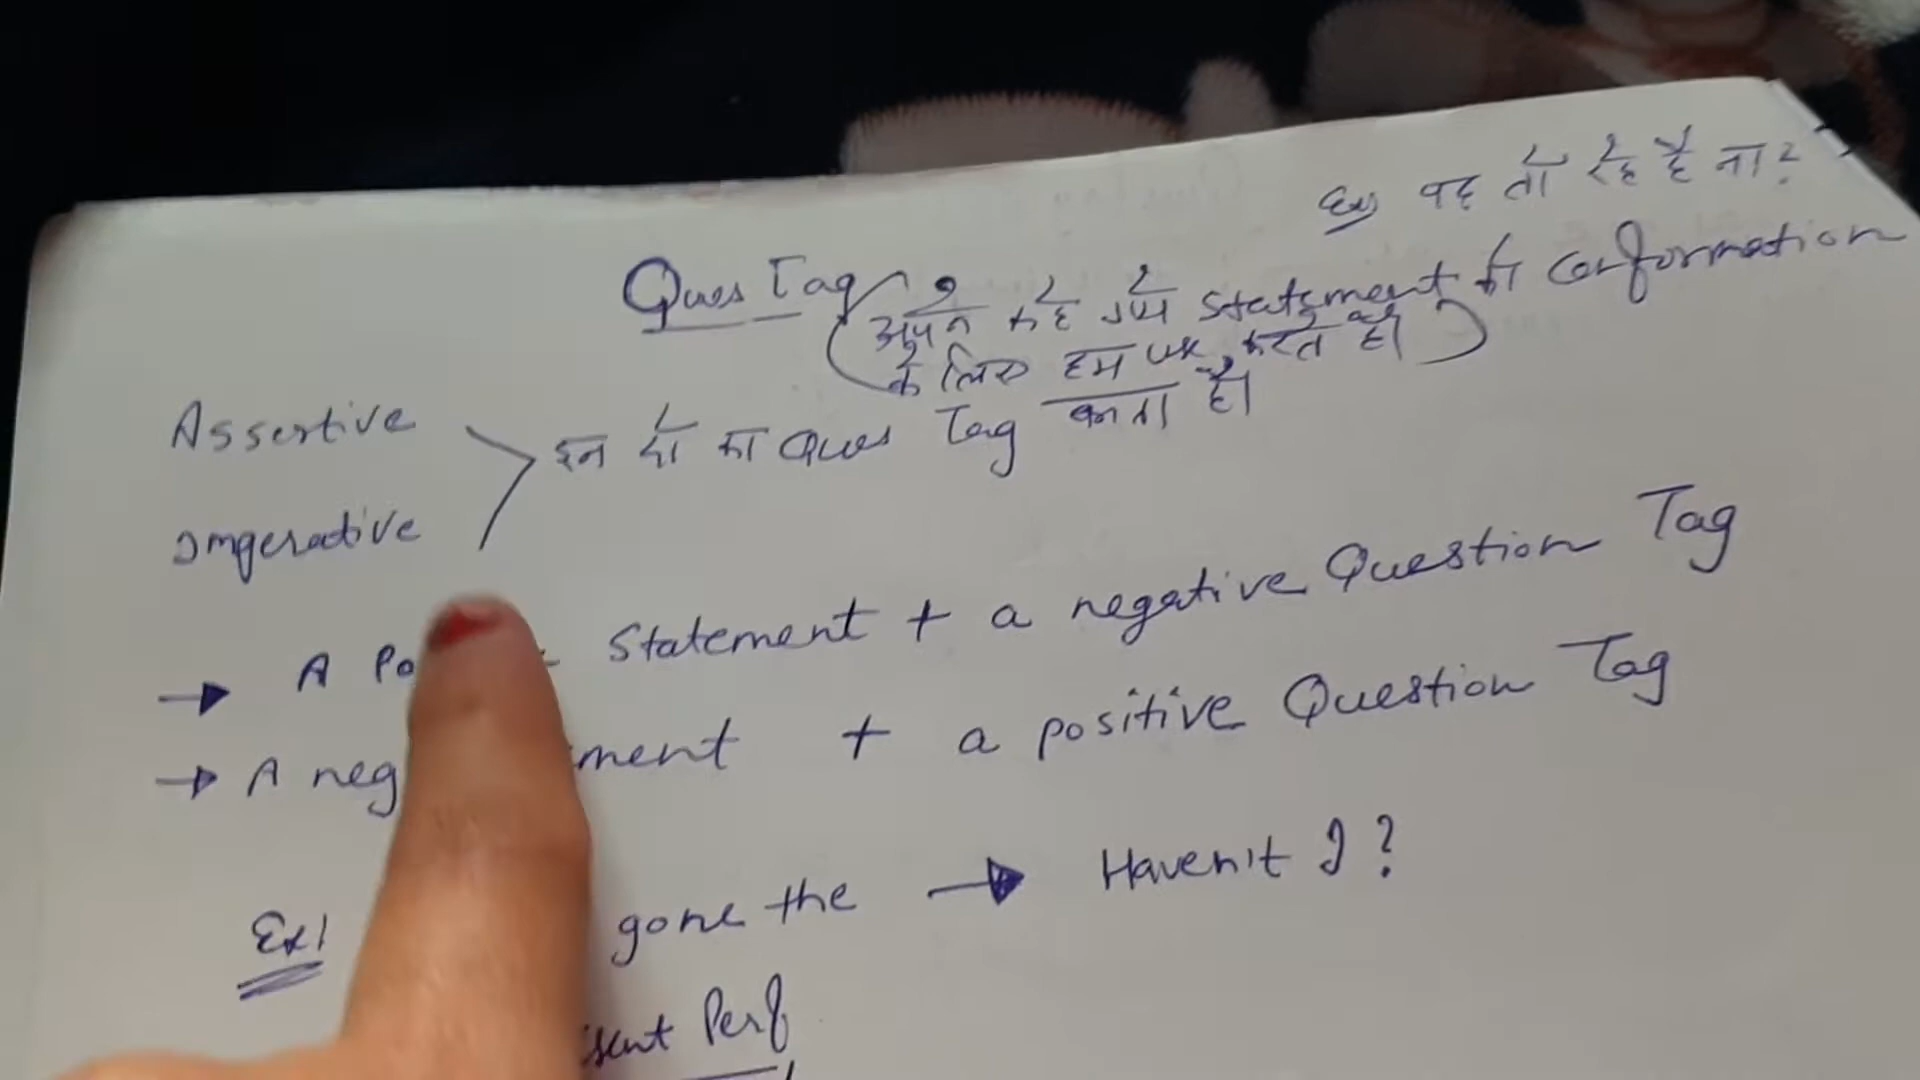 Ex वह तो रहे है ना?
Ques Tag
अपने कहे गये statement का conformation
के लिए हम use करते है।
Assertive
Imperative
इन दो का Ques Tag बनता है।
→ A Po Statement + a negative Question Tag
→ A neg ment + a positive Question Tag
Ex1 gone the → Haven't I?
sent Perf